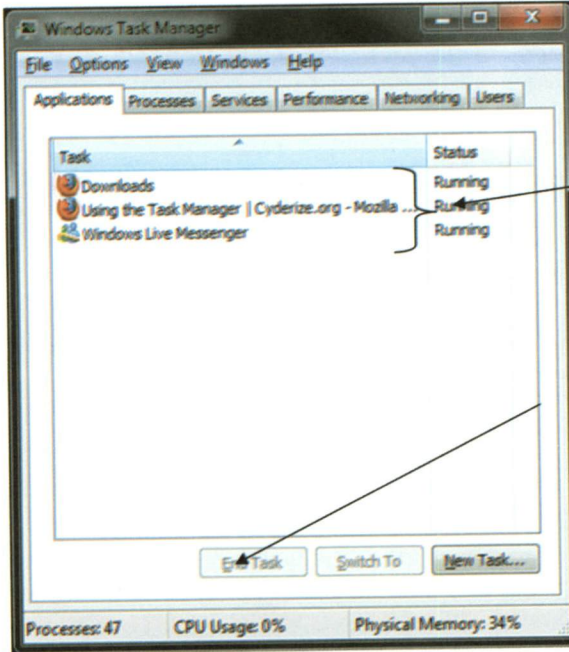 Windows Task Manager
File Options View Windows Help
Applications Processes Services Performance Networking Users
Task Status
Downloads Running
Using the Task Manager | Cyderize.org - Mozilla ... Running
Windows Live Messenger Running
End Task Switch To New Task...
Processes: 47 CPU Usage: 0% Physical Memory: 34%